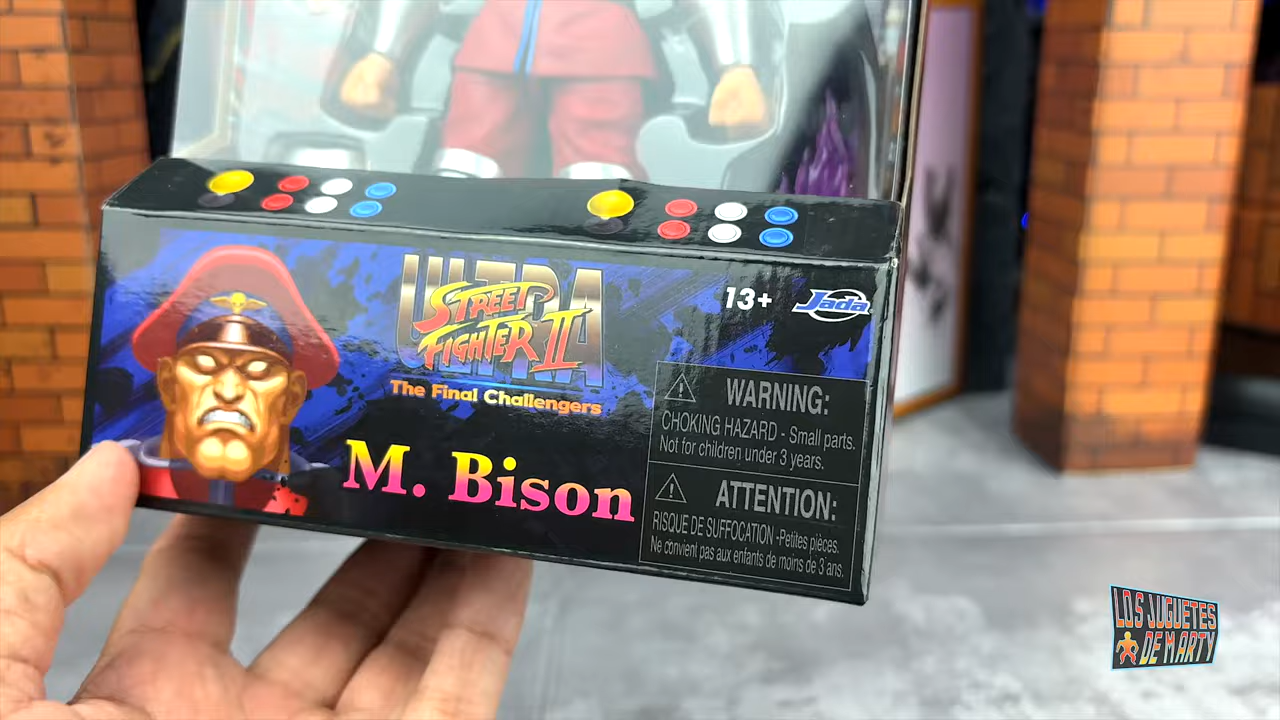 ULTRA
STREET
FIGHTER II
The Final Challengers
M. Bison
13+
Jada
WARNING:
CHOKING HAZARD - Small parts.
Not for children under 3 years.
ATTENTION:
RISQUE DE SUFFOCATION -Petites pièces.
Ne convient pas aux enfants de moins de 3 ans.
LOS JUGUETES
DE MARTY